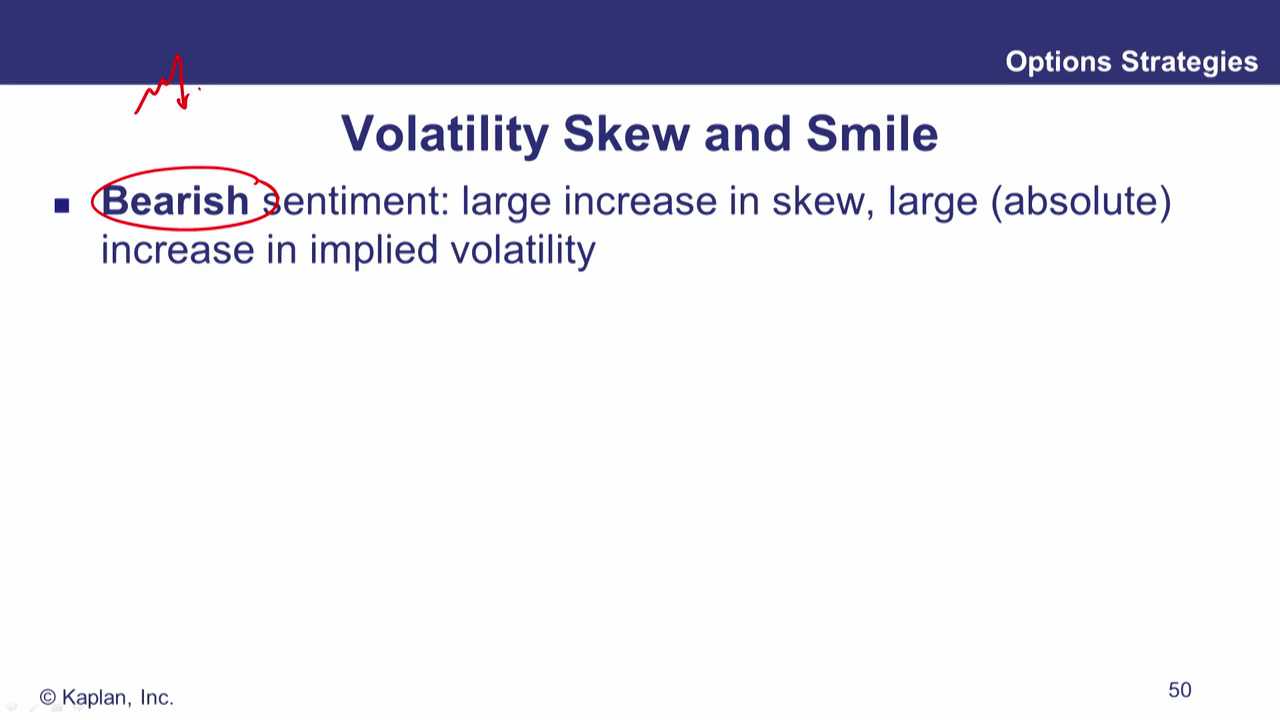 Options Strategies
Volatility Skew and Smile
Bearish sentiment: large increase in skew, large (absolute)
increase in implied volatility
© Kaplan, Inc.
50